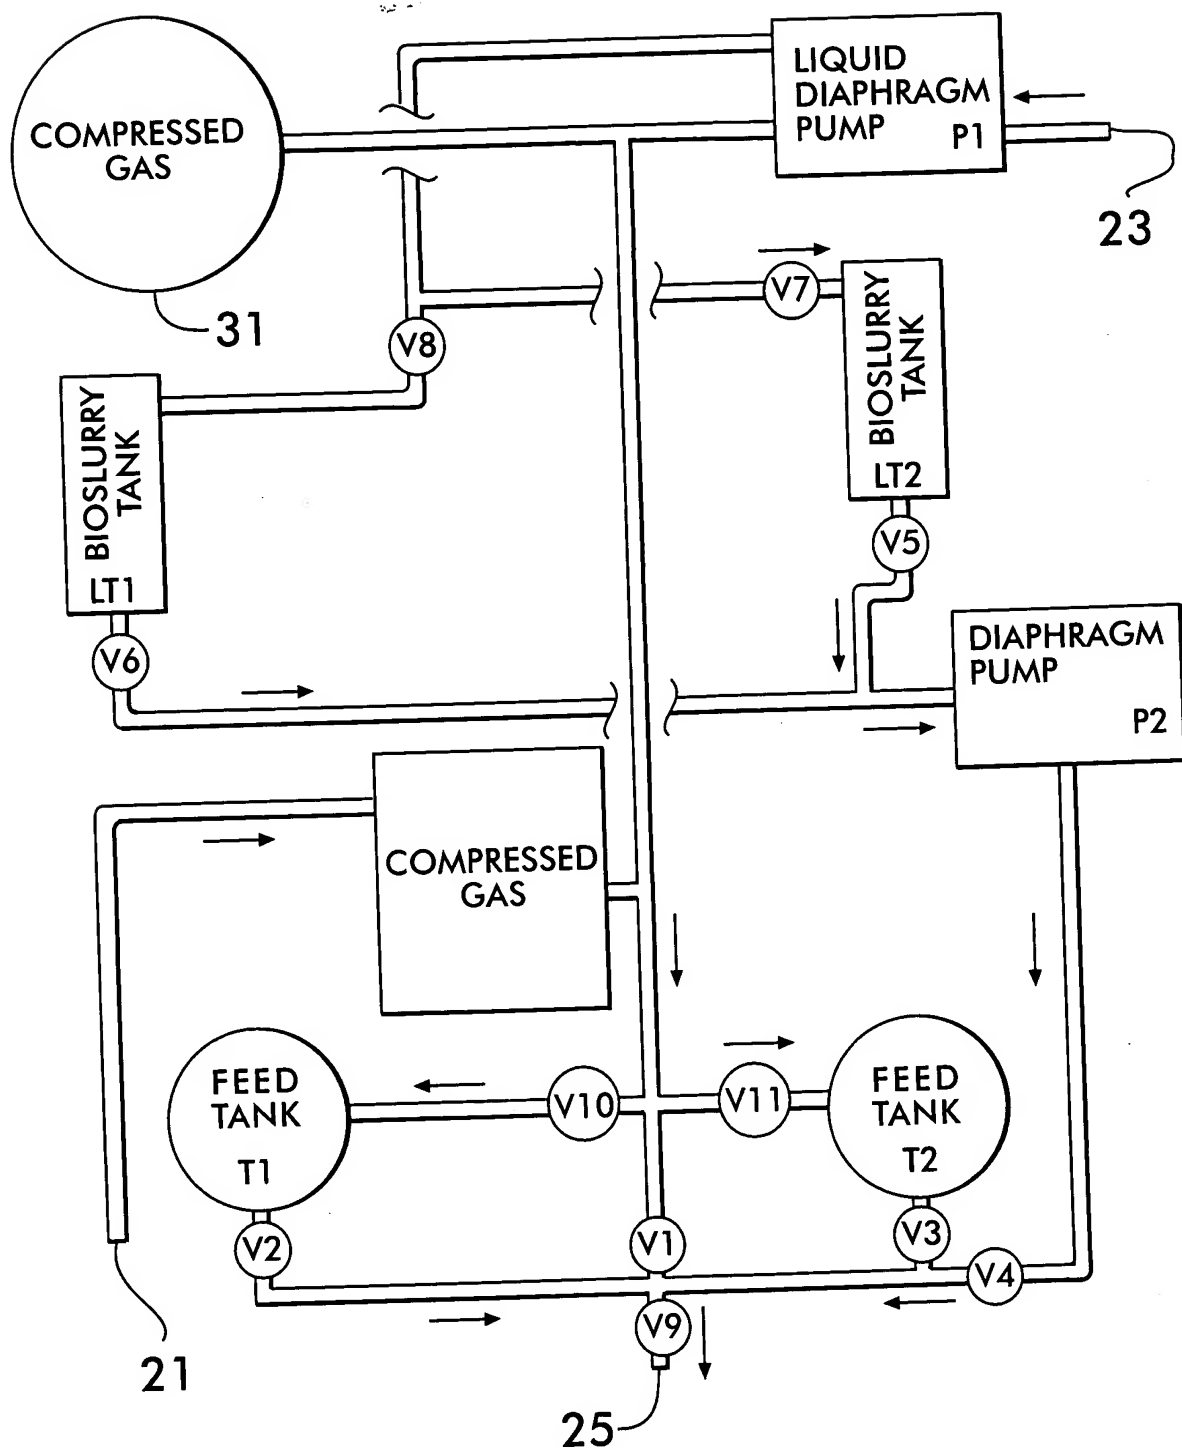 COMPRESSED
GAS
LIQUID
DIAPHRAGM
PUMP
P1
23
31
V7
V8
BIOSLURRY
TANK
LT2
BIOSLURRY
TANK
LT1
V5
V6
DIAPHRAGM
PUMP
P2
COMPRESSED
GAS
FEED
TANK
T1
V10
V11
FEED
TANK
T2
V2
V1
V3
V4
V9
21
25